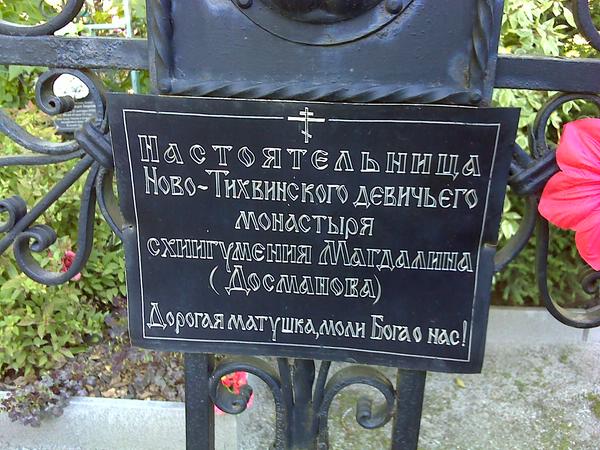 Настоятельница
Ново-Тихвинского девичьего
монастыря
схиигумения Магдалина
(Досманова)
Дорогая матушка, моли Бога о нас!